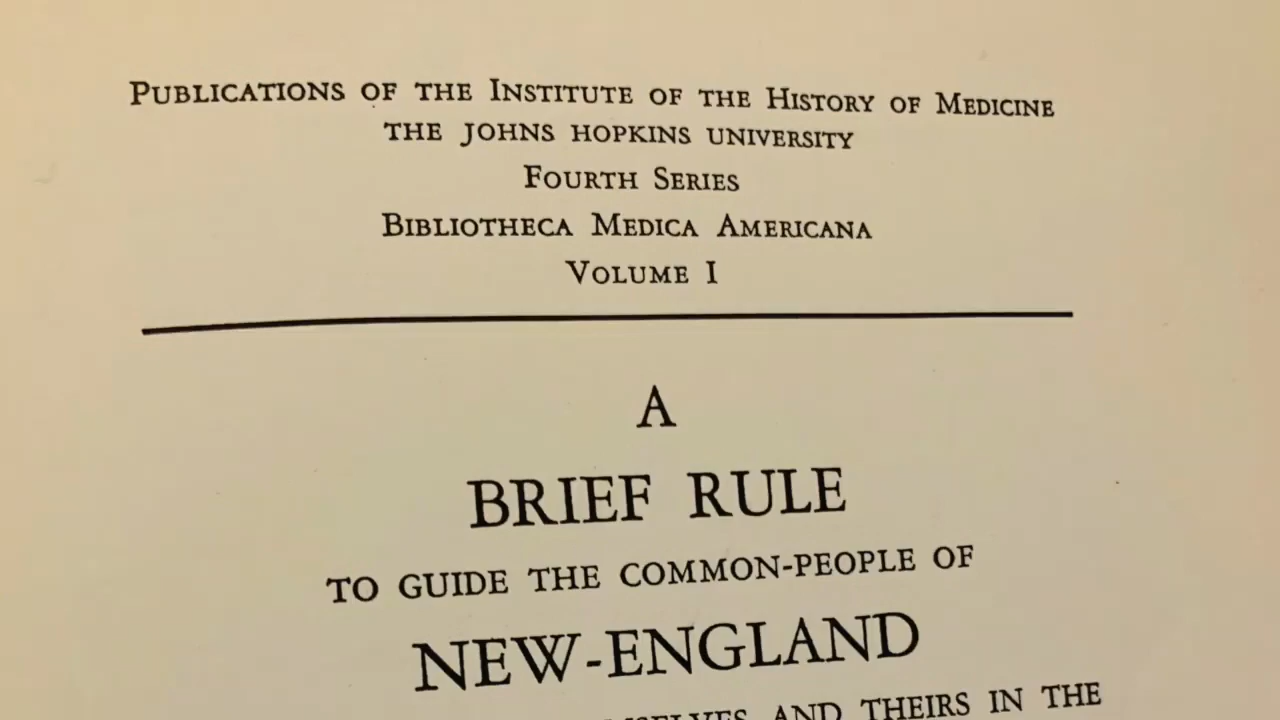 Publications of the Institute of the History of Medicine
the Johns Hopkins University
Fourth Series
Bibliotheca Medica Americana
Volume I
A
BRIEF RULE
TO GUIDE THE COMMON-PEOPLE OF
NEW-ENGLAND
AND THEIRS IN THE